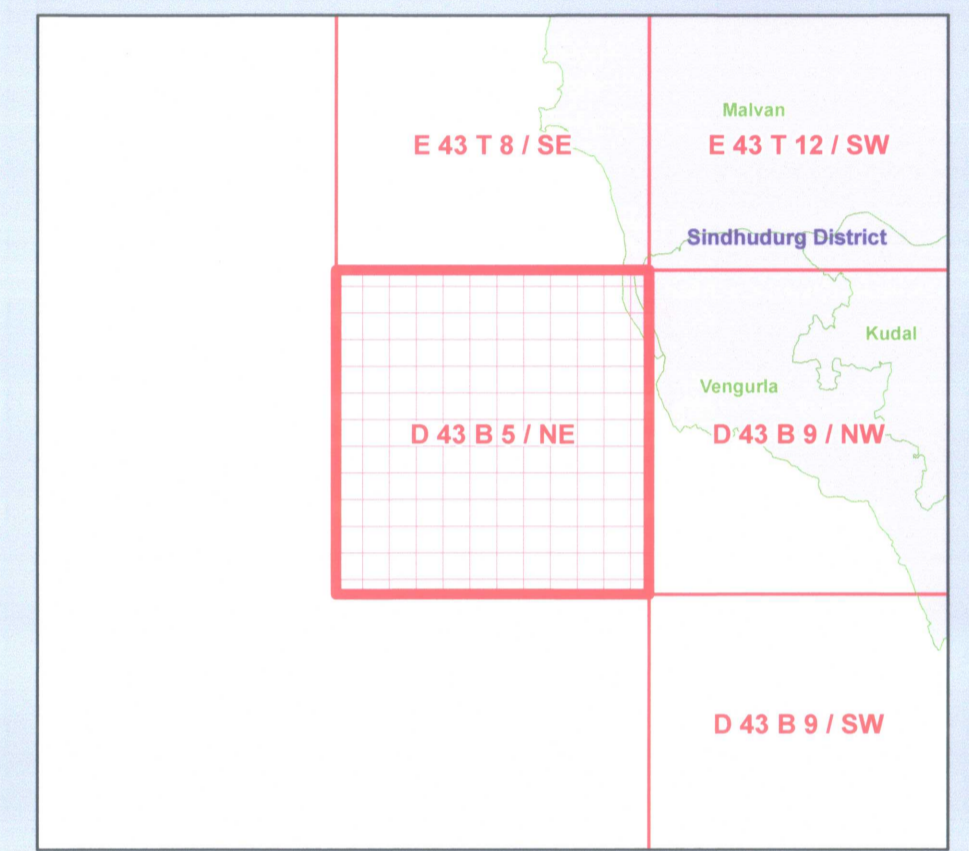 Malvan
E 43 T 8 / SE
E 43 T 12 / SW
Sindhudurg District
Kudal
Vengurla
D 43 B 5 / NE
D 43 B 9 / NW
D 43 B 9 / SW